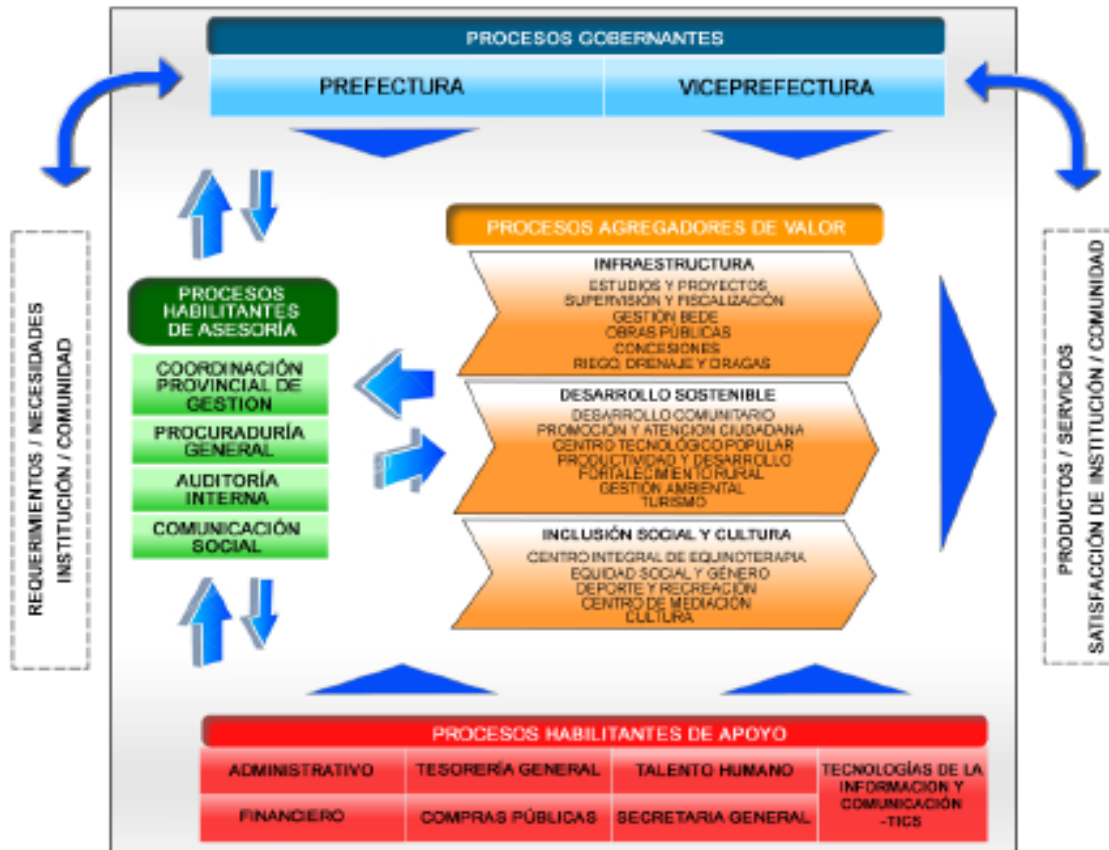 PROCESOS GOBERNANTES
PREFECTURA
VICEPREFECTURA
REQUERIMIENTOS / NECESIDADES
INSTITUCIÓN / COMUNIDAD
PROCESOS
HABILITANTES
DE ASESORÍA
COORDINACIÓN
PROVINCIAL DE
GESTION
PROCURADURÍA
GENERAL
AUDITORÍA
INTERNA
COMUNICACIÓN
SOCIAL
PROCESOS AGREGADORES DE VALOR
INFRAESTRUCTURA
ESTUDIOS Y PROYECTOS
SUPERVISIÓN Y FISCALIZACIÓN
GESTIÓN BEDE
OBRAS PÚBLICAS
CONCESIONES
RIEGO, DRENAJE Y DRAGAS
DESARROLLO SOSTENIBLE
DESARROLLO COMUNITARIO
PROMOCIÓN Y ATENCION CIUDADANA
CENTRO TECNOLÓGICO POPULAR
PRODUCTIVIDAD Y DESARROLLO
FORTALECIMIENTO RURAL
GESTIÓN AMBIENTAL
TURISMO
INCLUSIÓN SOCIAL Y CULTURA
CENTRO INTEGRAL DE EQUINOTERAPIA
EQUIDAD SOCIAL Y GÉNERO
DEPORTE Y RECREACIÓN
CENTRO DE MEDIACIÓN
CULTURA
PRODUCTOS / SERVICIOS
SATISFACCIÓN DE INSTITUCIÓN / COMUNIDAD
PROCESOS HABILITANTES DE APOYO
ADMINISTRATIVO
TESORERÍA GENERAL
TALENTO HUMANO
TECNOLOGÍAS DE LA
INFORMACION Y
COMUNICACIÓN
-TICS
FINANCIERO
COMPRAS PÚBLICAS
SECRETARIA GENERAL